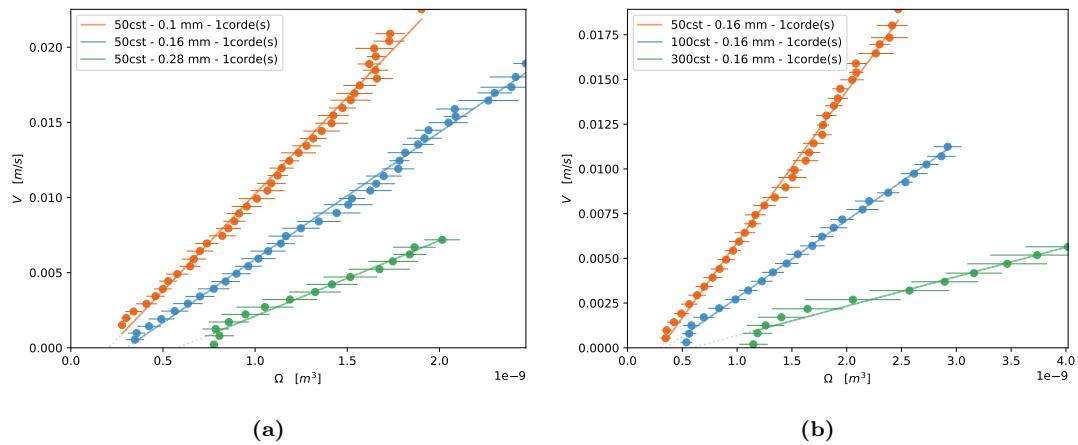 50cst - 0.1 mm - 1corde(s)
50cst - 0.16 mm - 1corde(s)
50cst - 0.28 mm - 1corde(s)
0.020
0.015
0.010
0.005
0.000
V [m/s]
0.0 0.5 1.0 1.5 2.0
1e−9
Ω [m³]
(a)
50cst - 0.16 mm - 1corde(s)
100cst - 0.16 mm - 1corde(s)
300cst - 0.16 mm - 1corde(s)
0.0175
0.0150
0.0125
0.0100
0.0075
0.0050
0.0025
0.0000
V [m/s]
0.0 0.5 1.0 1.5 2.0 2.5 3.0 3.5 4.0
1e−9
Ω [m³]
(b)